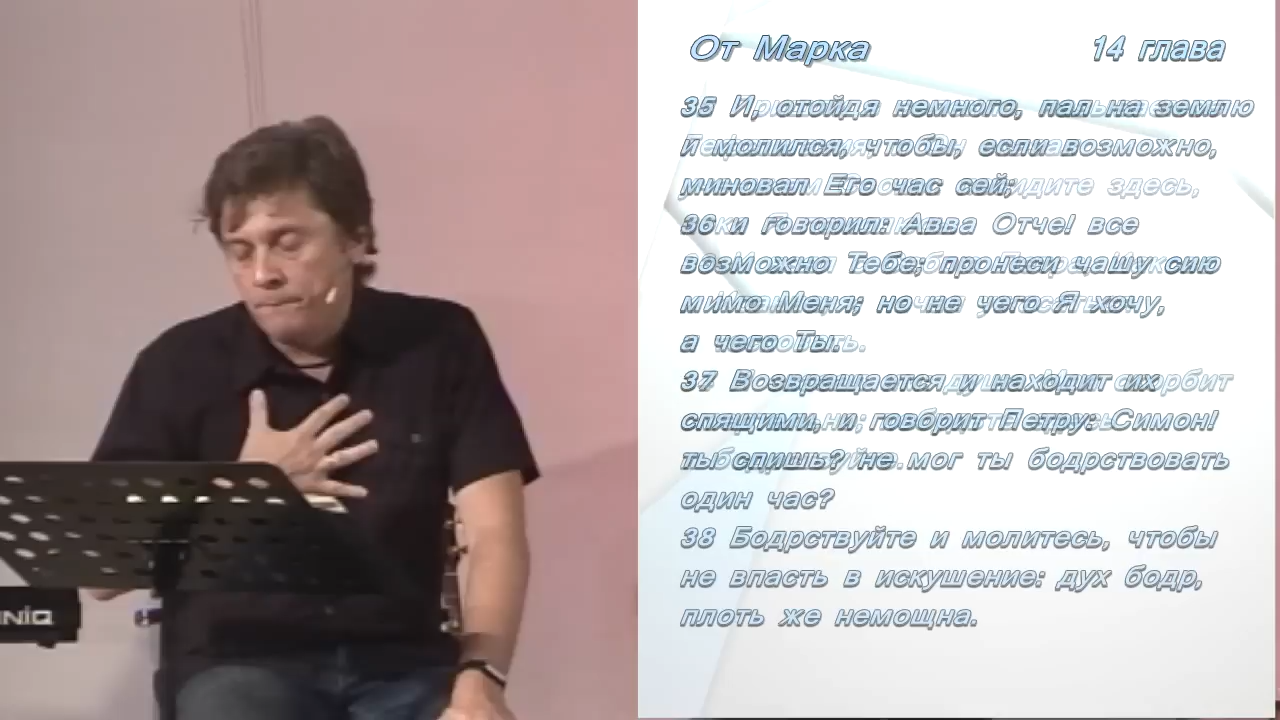 От Марка 14 глава
35 И, отойдя немного, пал на землю
и молился, чтобы, если возможно,
миновал Его час сей;
36 и говорил: Авва Отче! все
возможно Тебе; пронеси чашу сию
мимо Меня; но не чего Я хочу,
а чего Ты.
37 Возвращается и находит их
спящими, и говорит Петру: Симон!
ты спишь? не мог ты бодрствовать
один час?
38 Бодрствуйте и молитесь, чтобы
не впасть в искушение: дух бодр,
плоть же немощна.